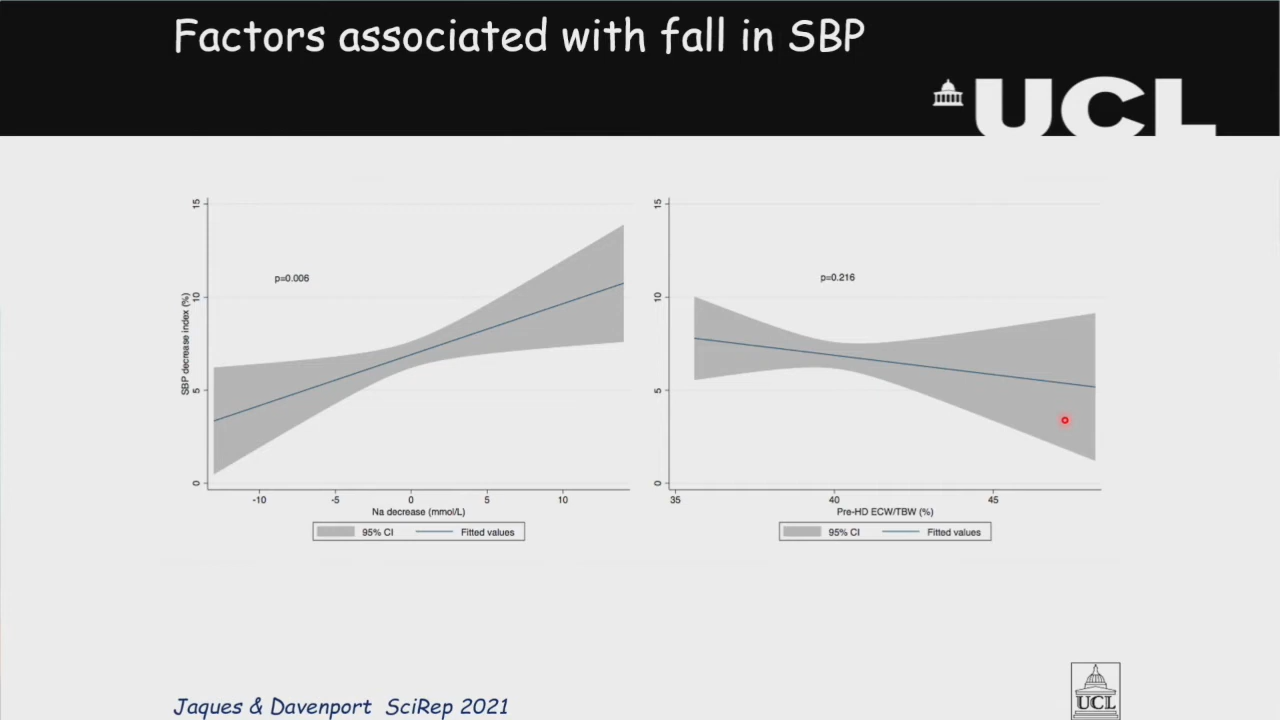 Factors associated with fall in SBP
UCL
15
10
5
0
SBP decrease index (%)
p=0.006
-10 -5 0 5 10
Na decrease (mmol/L)
95% CI Fitted values
15
10
5
0
p=0.216
35 40 45
Pre-HD ECW/TBW (%)
95% CI Fitted values
Jaques & Davenport SciRep 2021
UCL